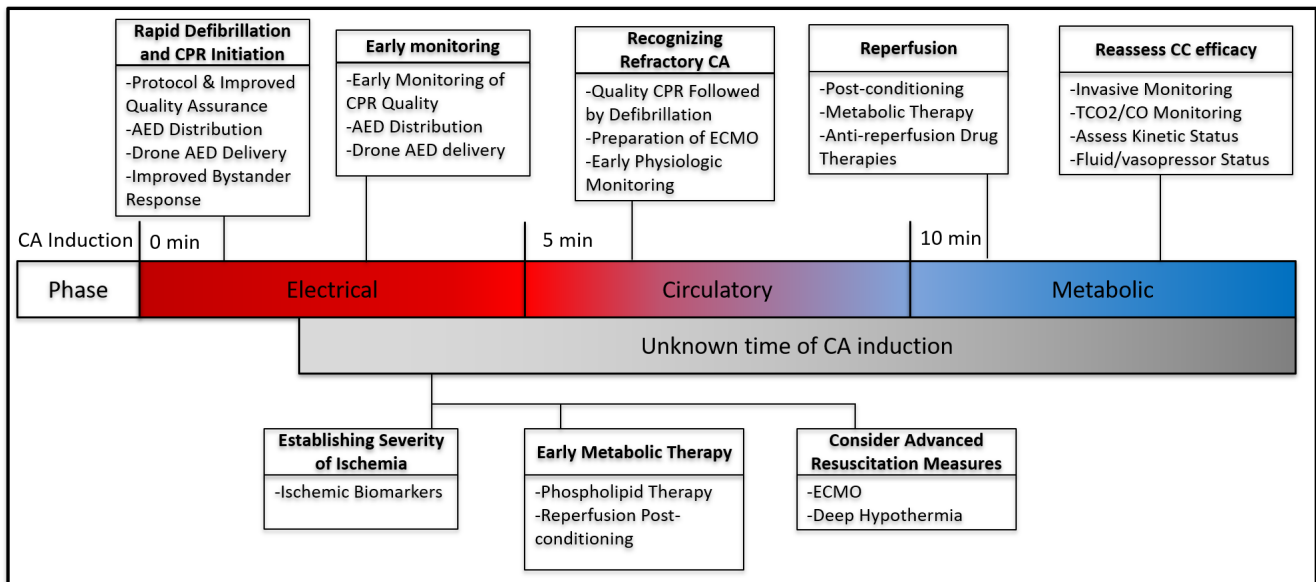 Rapid Defibrillation
and CPR Initiation
-Protocol & Improved
Quality Assurance
-AED Distribution
-Drone AED Delivery
-Improved Bystander
Response
Early monitoring
-Early Monitoring of
CPR Quality
-AED Distribution
-Drone AED delivery
Recognizing
Refractory CA
-Quality CPR Followed
by Defibrillation
-Preparation of ECMO
-Early Physiologic
Monitoring
Reperfusion
-Post-conditioning
-Metabolic Therapy
-Anti-reperfusion Drug
Therapies
Reassess CC efficacy
-Invasive Monitoring
-TCO2/CO Monitoring
-Assess Kinetic Status
-Fluid/vasopressor Status
CA Induction
0 min
5 min
10 min
Phase
Electrical
Circulatory
Metabolic
Unknown time of CA induction
Establishing Severity
of Ischemia
-Ischemic Biomarkers
Early Metabolic Therapy
-Phospholipid Therapy
-Reperfusion Post-
conditioning
Consider Advanced
Resuscitation Measures
-ECMO
-Deep Hypothermia